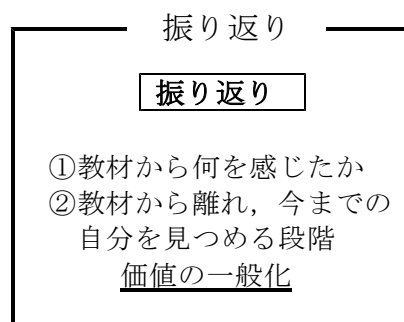 振り返り
振り返り
①教材から何を感じたか
②教材から離れ，今までの
自分を見つめる段階
価値の一般化